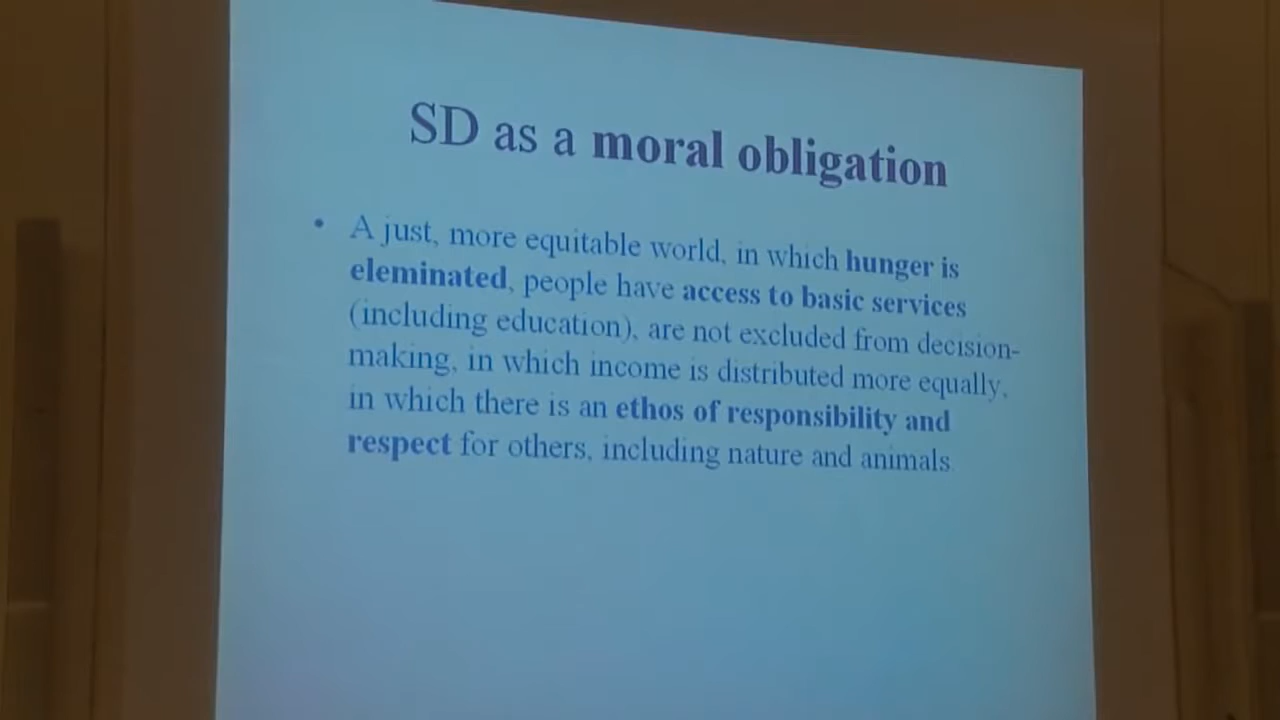 SD as a moral obligation
• A just, more equitable world, in which hunger is
eleminated, people have access to basic services
(including education), are not excluded from decision-
making, in which income is distributed more equally,
in which there is an ethos of responsibility and
respect for others, including nature and animals